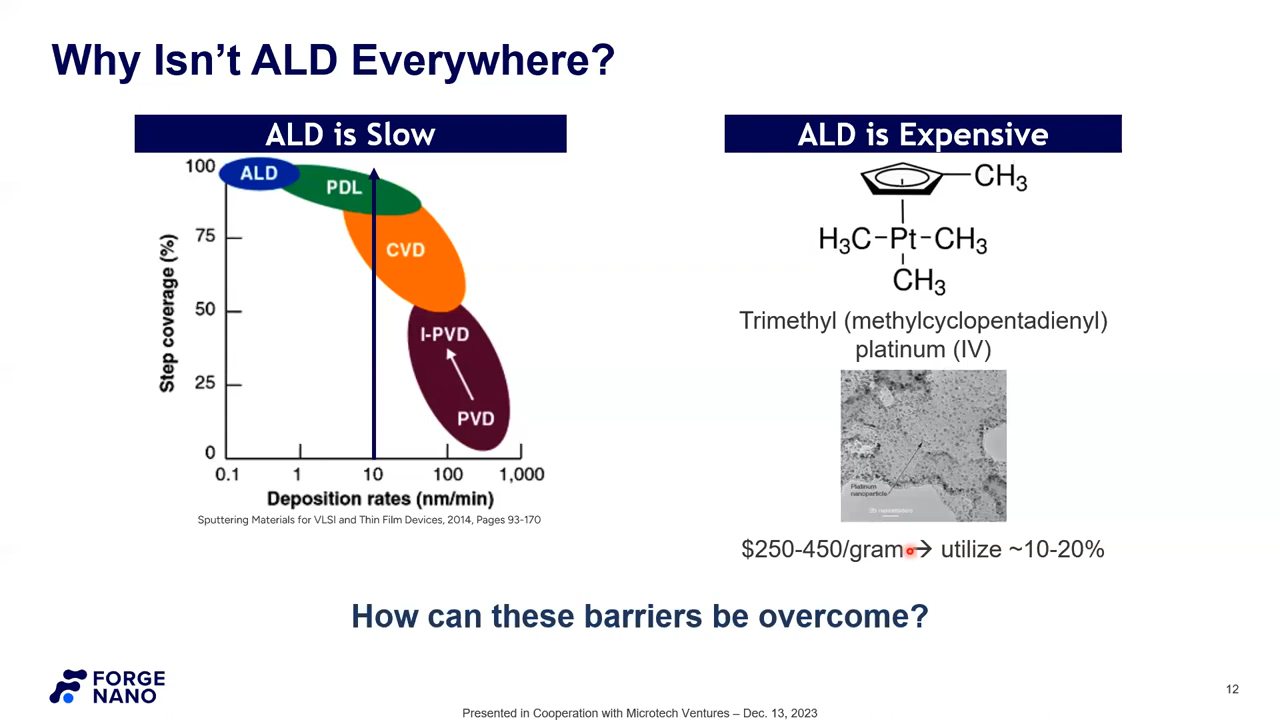 Why Isn't ALD Everywhere?
ALD is Slow
100
75
50
25
0
Step coverage (%)
ALD
PDL
CVD
I-PVD
PVD
0.1 1 10 100 1,000
Deposition rates (nm/min)
Sputtering Materials for VLSI and Thin Film Devices, 2014, Pages 93-170
ALD is Expensive
CH₃
H₃C-Pt-CH₃
CH₃
Trimethyl (methylcyclopentadienyl)
platinum (IV)
Platinum
nanoparticle
20 nanometers
$250-450/gram → utilize ~10-20%
How can these barriers be overcome?
FORGE
NANO
12
Presented in Cooperation with Microtech Ventures – Dec. 13, 2023